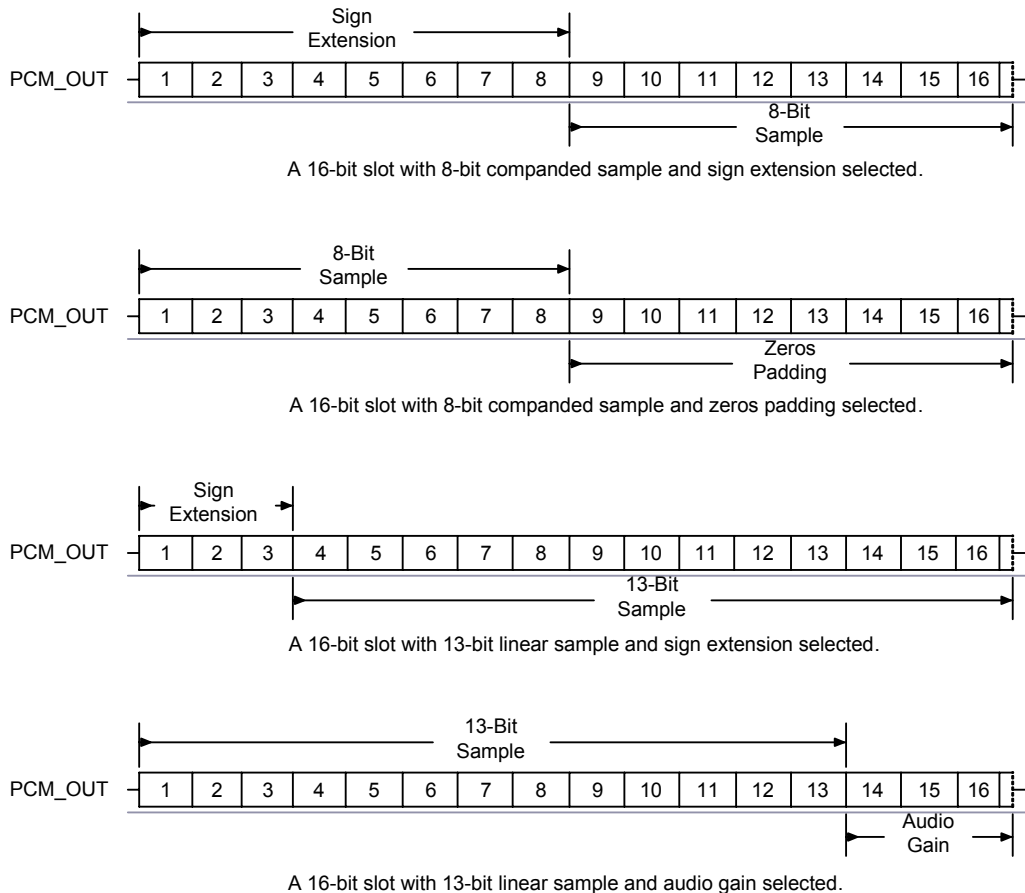 Sign
Extension
PCM_OUT 1 2 3 4 5 6 7 8 9 10 11 12 13 14 15 16
8-Bit
Sample
A 16-bit slot with 8-bit companded sample and sign extension selected.
8-Bit
Sample
PCM_OUT 1 2 3 4 5 6 7 8 9 10 11 12 13 14 15 16
Zeros
Padding
A 16-bit slot with 8-bit companded sample and zeros padding selected.
Sign
Extension
PCM_OUT 1 2 3 4 5 6 7 8 9 10 11 12 13 14 15 16
13-Bit
Sample
A 16-bit slot with 13-bit linear sample and sign extension selected.
13-Bit
Sample
PCM_OUT 1 2 3 4 5 6 7 8 9 10 11 12 13 14 15 16
Audio
Gain
A 16-bit slot with 13-bit linear sample and audio gain selected.